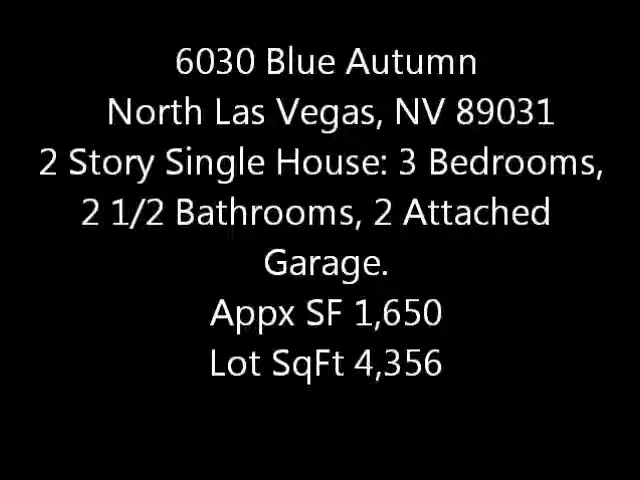 6030 Blue Autumn
North Las Vegas, NV 89031
2 Story Single House: 3 Bedrooms,
2 1/2 Bathrooms, 2 Attached
Garage.
Appx SF 1,650
Lot SqFt 4,356